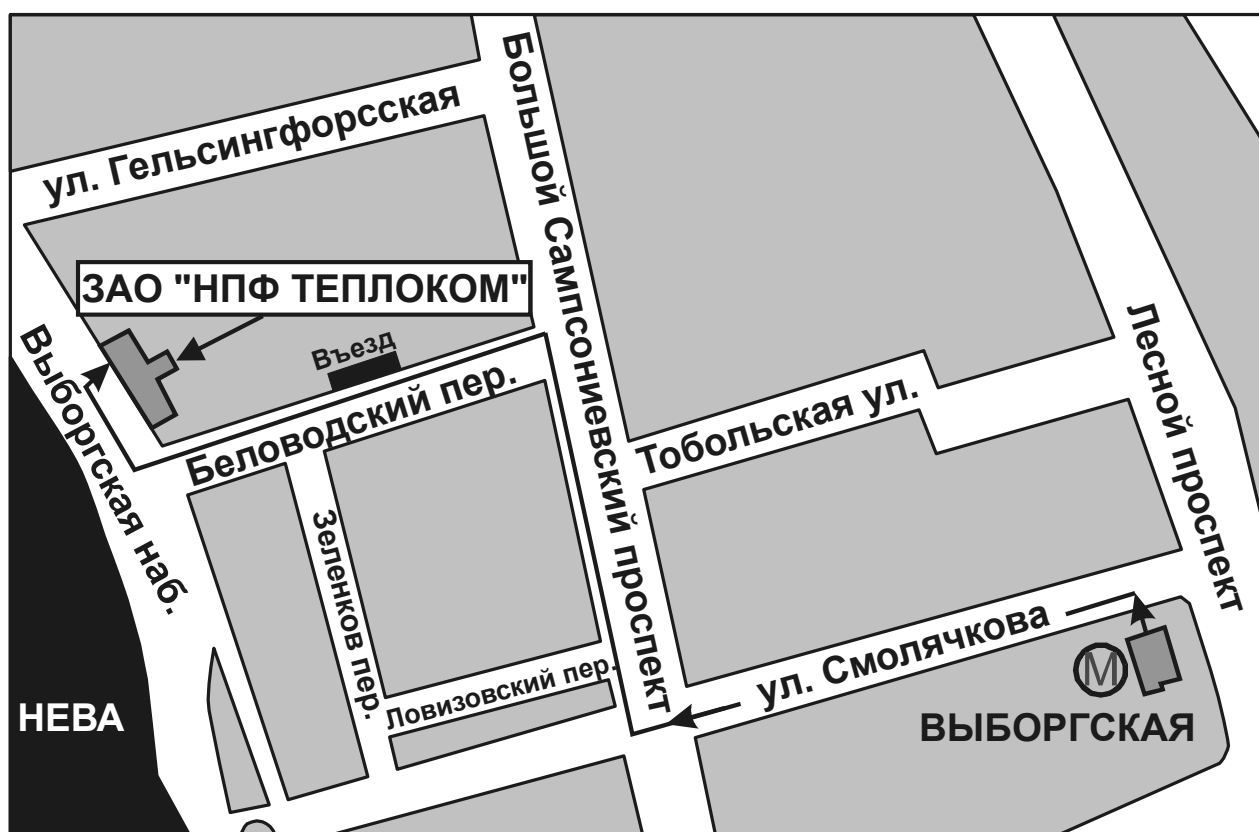 Большой Сампсониевский проспект
ул. Гельсингфорсская
ЗАО "НПФ ТЕПЛОКОМ"
Въезд
Беловодский пер.
Выборгская наб.
Лесной проспект
Тобольская ул.
Зеленков пер.
Ловизовский пер.
ул. Смолячкова
М
ВЫБОРГСКАЯ
НЕВА